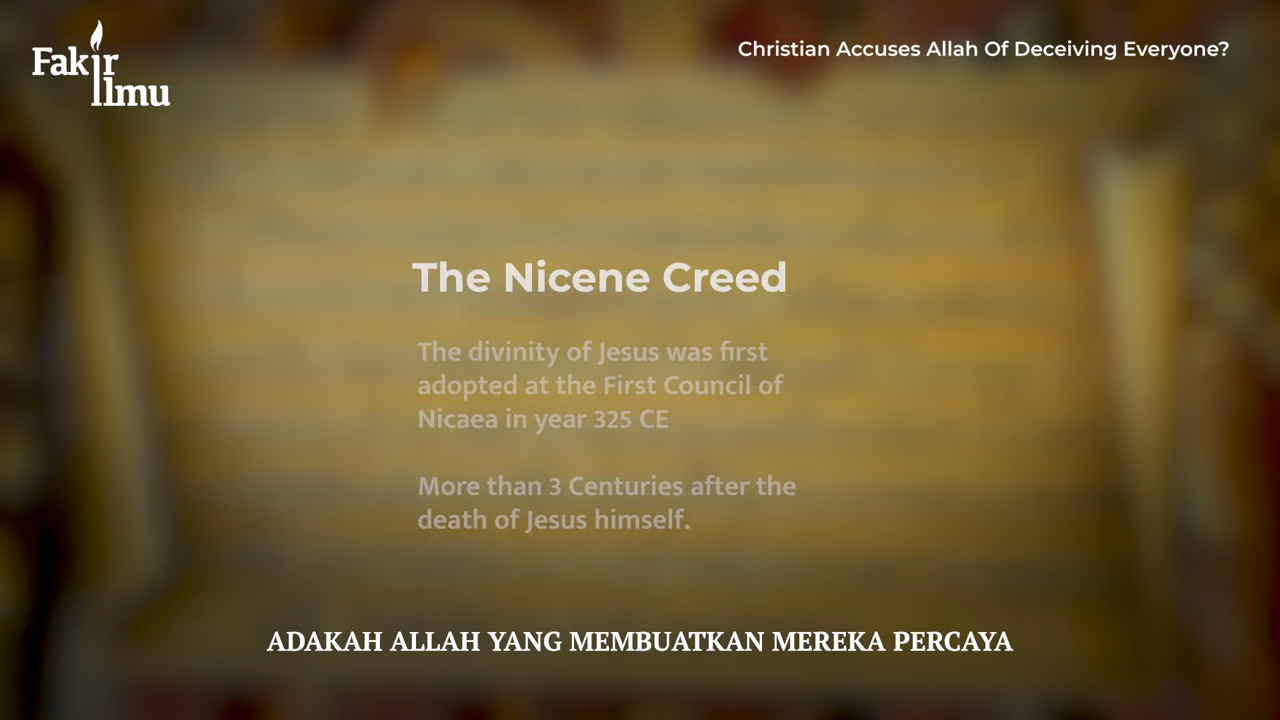 Fakir
Ilmu
Christian Accuses Allah Of Deceiving Everyone?
The Nicene Creed
The divinity of Jesus was first
adopted at the First Council of
Nicaea in year 325 CE
More than 3 Centuries after the
death of Jesus himself.
ADAKAH ALLAH YANG MEMBUATKAN MEREKA PERCAYA